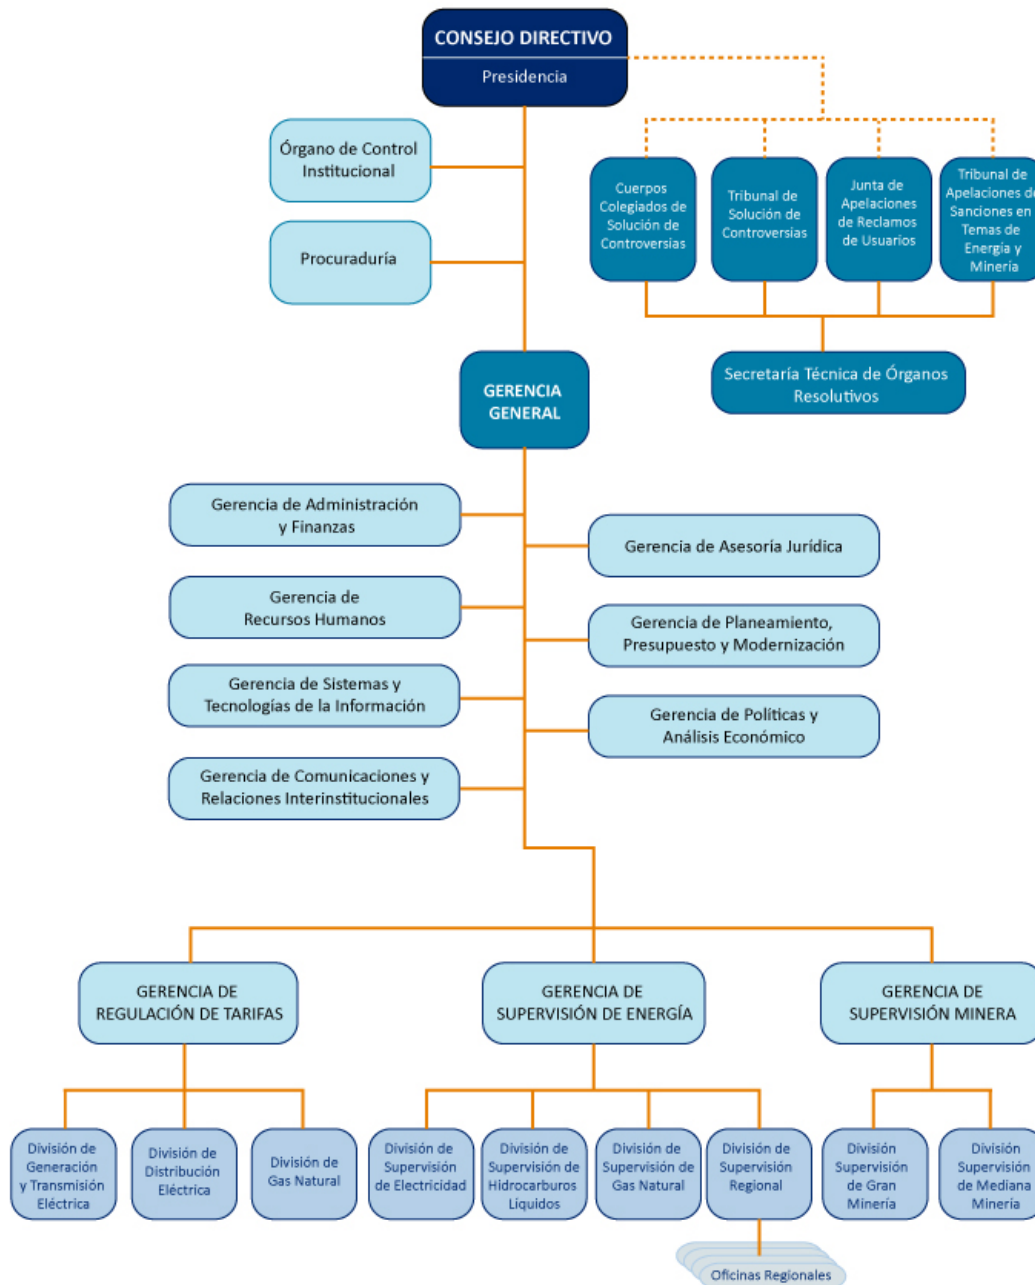 CONSEJO DIRECTIVO
Presidencia
Órgano de Control
Institucional
Procuraduría
Cuerpos
Colegiados de
Solución de
Controversias
Tribunal de
Solución de
Controversias
Junta de
Apelaciones
de Reclamos
de Usuarios
Tribunal de
Apelaciones de
Sanciones en
Temas de
Energía y
Minería
Secretaría Técnica de Órganos
Resolutivos
GERENCIA
GENERAL
Gerencia de Administración
y Finanzas
Gerencia de Asesoría Jurídica
Gerencia de
Recursos Humanos
Gerencia de Planeamiento,
Presupuesto y Modernización
Gerencia de Sistemas y
Tecnologías de la Información
Gerencia de Políticas y
Análisis Económico
Gerencia de Comunicaciones y
Relaciones Interinstitucionales
GERENCIA DE
REGULACIÓN DE TARIFAS
GERENCIA DE
SUPERVISIÓN DE ENERGÍA
GERENCIA DE
SUPERVISIÓN MINERA
División de
Generación
y Transmisión
Eléctrica
División de
Distribución
Eléctrica
División de
Gas Natural
División de
Supervisión
de Electricidad
División de
Supervisión de
Hidrocarburos
Líquidos
División de
Supervisión de
Gas Natural
División de
Supervisión
Regional
División
Supervisión
de Gran
Minería
División
Supervisión
de Mediana
Minería
Oficinas Regionales